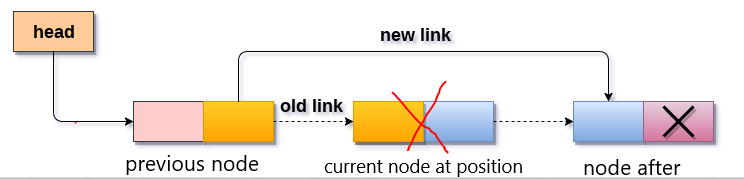 head
new link
old link
previous node
current node at position
node after